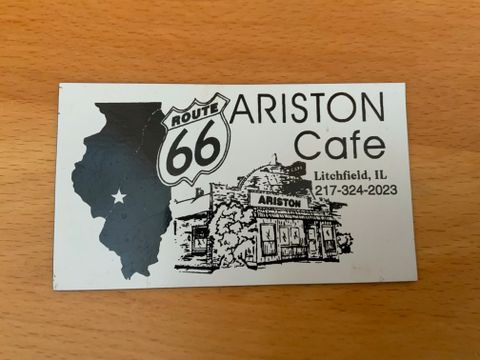 ROUTE
66
ARISTON
Cafe
Litchfield, IL
217-324-2023
ARISTON